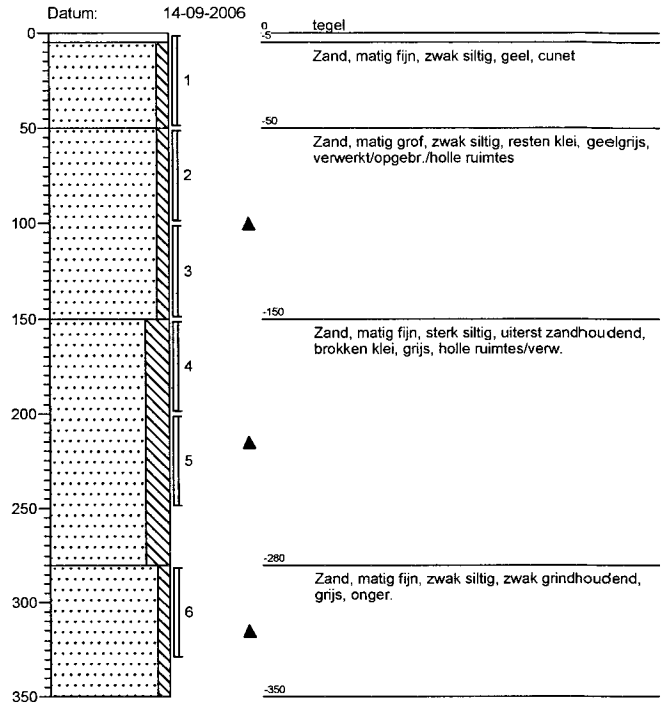 Datum: 14-09-2006
0
0 tegel
-5
Zand, matig fijn, zwak siltig, geel, cunet
1
50
-50
Zand, matig grof, zwak siltig, resten klei, geelgrijs,
verwerkt/opgebr./holle ruimtes
2
100
3
150
-150
Zand, matig fijn, sterk siltig, uiterst zandhoudend,
brokken klei, grijs, holle ruimtes/verw.
4
200
5
250
-280
Zand, matig fijn, zwak siltig, zwak grindhoudend,
grijs, onger.
300
6
350
-350